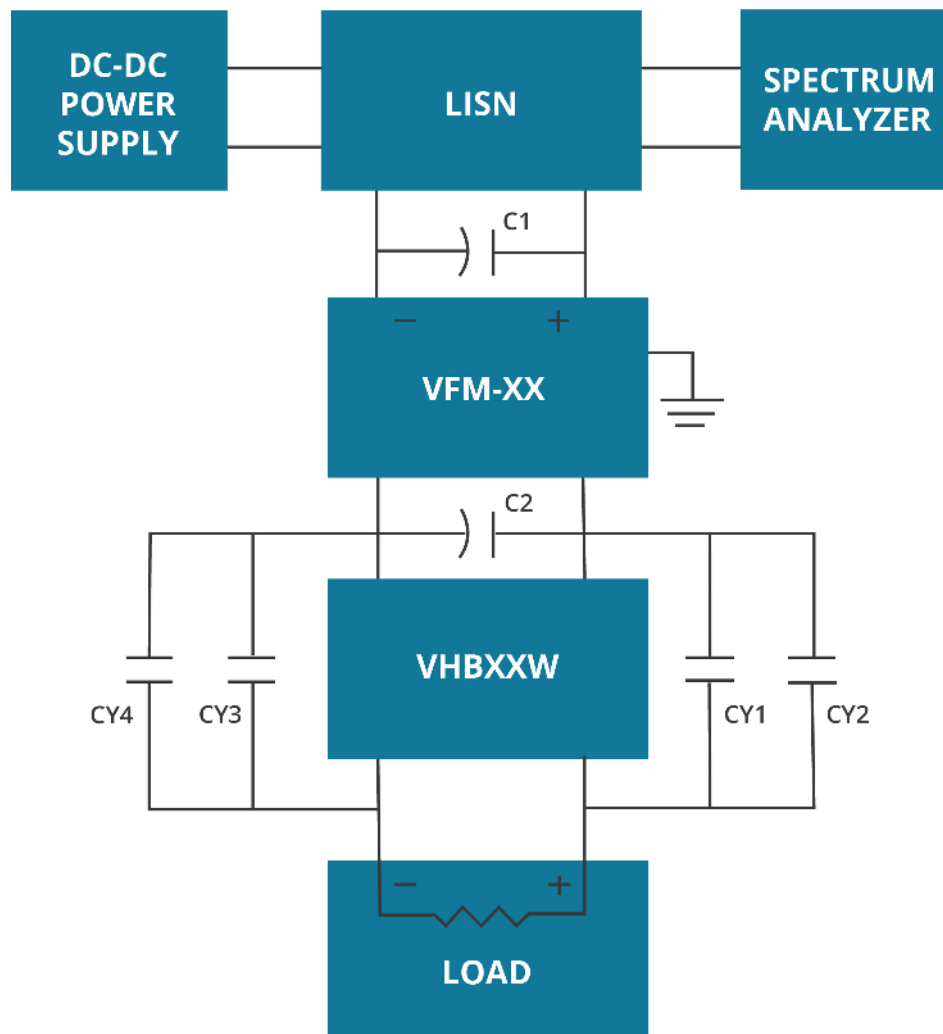 DC-DC
POWER
SUPPLY
LISN
SPECTRUM
ANALYZER
C1
− +
VFM-XX
C2
VHBXXW
CY4
CY3
CY1
CY2
− +
LOAD